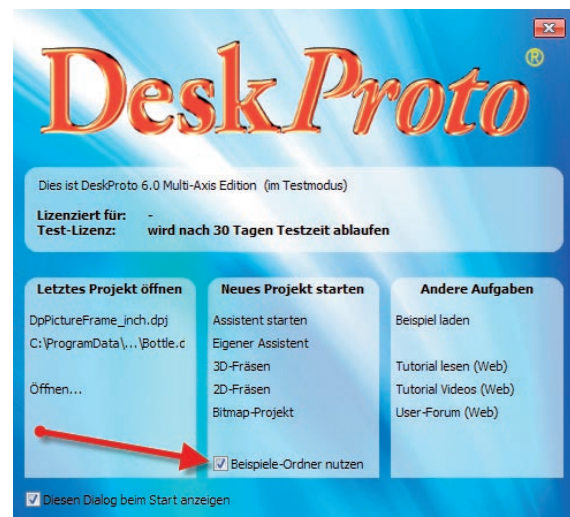 DeskProto®
Dies ist DeskProto 6.0 Multi-Axis Edition (im Testmodus)
Lizenziert für: -
Test-Lizenz: wird nach 30 Tagen Testzeit ablaufen
Letztes Projekt öffnen
DpPictureFrame_inch.dpj
C:\ProgramData\...\Bottle.c
Öffnen...
Neues Projekt starten
Assistent starten
Eigener Assistent
3D-Fräsen
2D-Fräsen
Bitmap-Projekt
Beispiele-Ordner nutzen
Andere Aufgaben
Beispiel laden
Tutorial lesen (Web)
Tutorial Videos (Web)
User-Forum (Web)
Diesen Dialog beim Start anzeigen